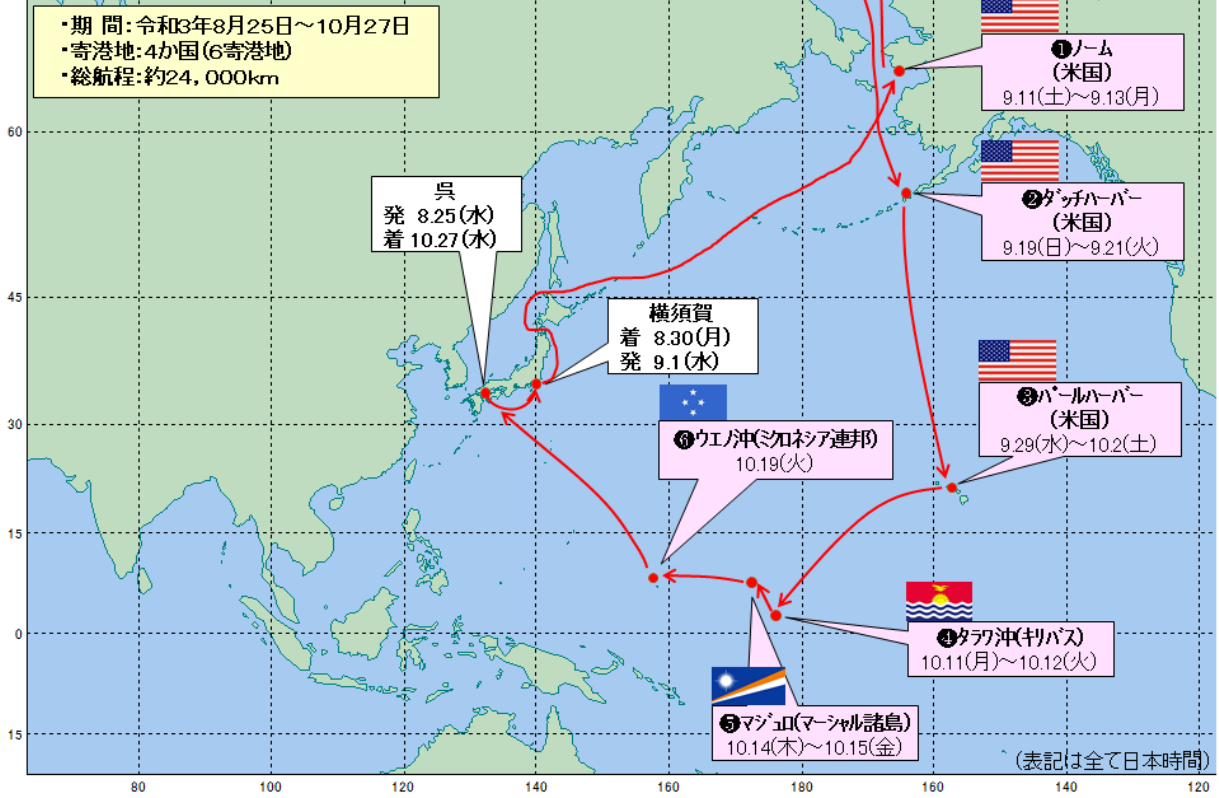 ・期 間：令和3年8月25日～10月27日
・寄港地：4か国（6寄港地）
・総航程：約24，000km
❶ノーム
（米国）
9.11(土)～9.13(月)
60
❷ダッチハーバー
（米国）
9.19(日)～9.21(火)
呉
発 8.25(水)
着 10.27(水)
45
横須賀
着 8.30(月)
発 9.1(水)
❸パールハーバー
（米国）
9.29(水)～10.2(土)
30
❻ウエノ沖(ミクロネシア連邦)
10.19(火)
15
0
❹タラワ沖(キリバス)
10.11(月)～10.12(火)
❺マジュロ(マーシャル諸島)
10.14(木)～10.15(金)
15
（表記は全て日本時間）
80 100 120 140 160 180 160 140 120